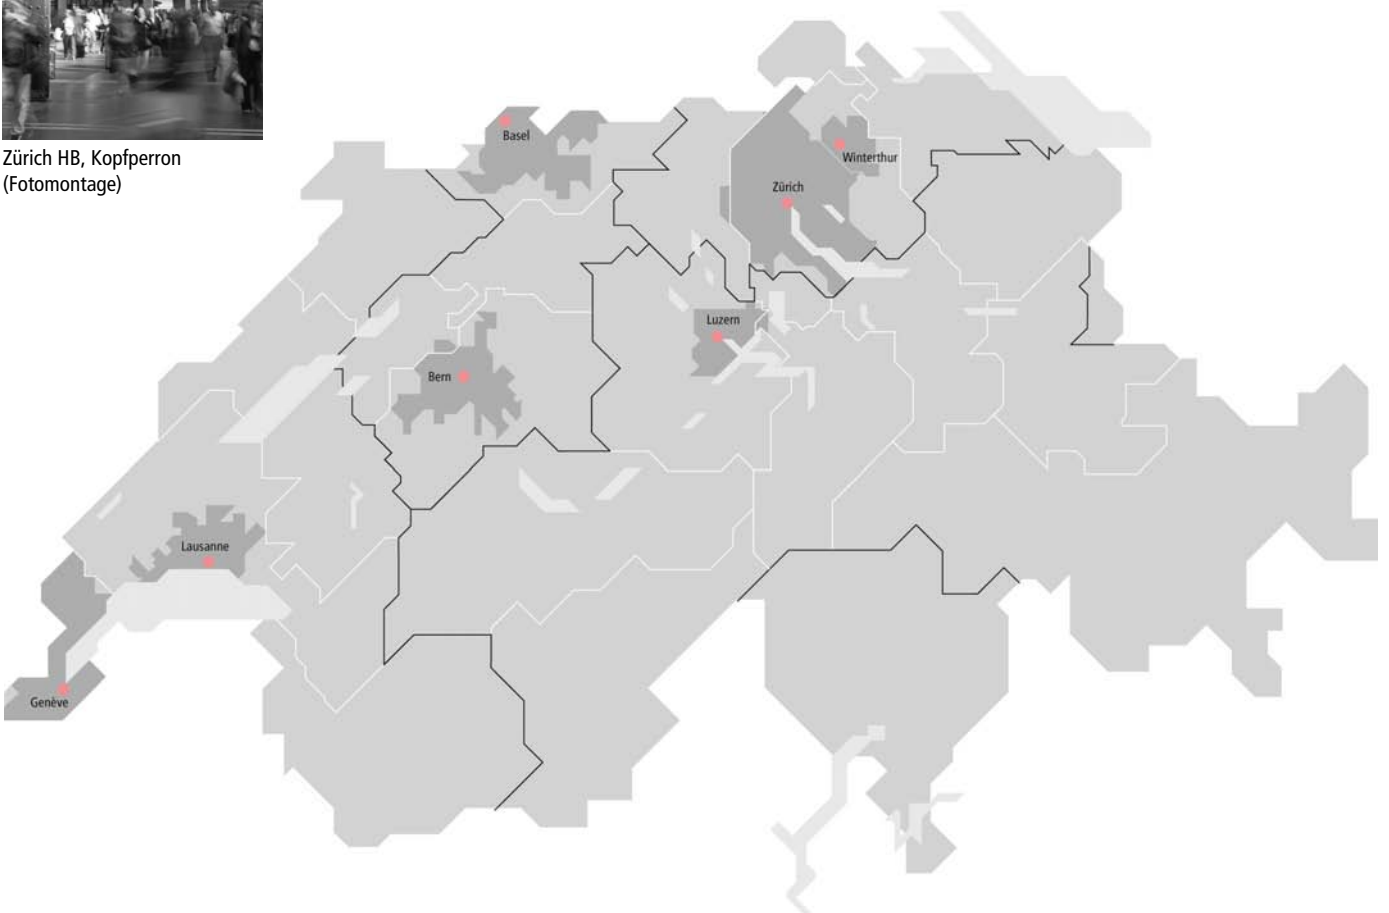 Zürich HB, Kopfperron
(Fotomontage)
Basel
Winterthur
Zürich
Luzern
Bern
Lausanne
Genève